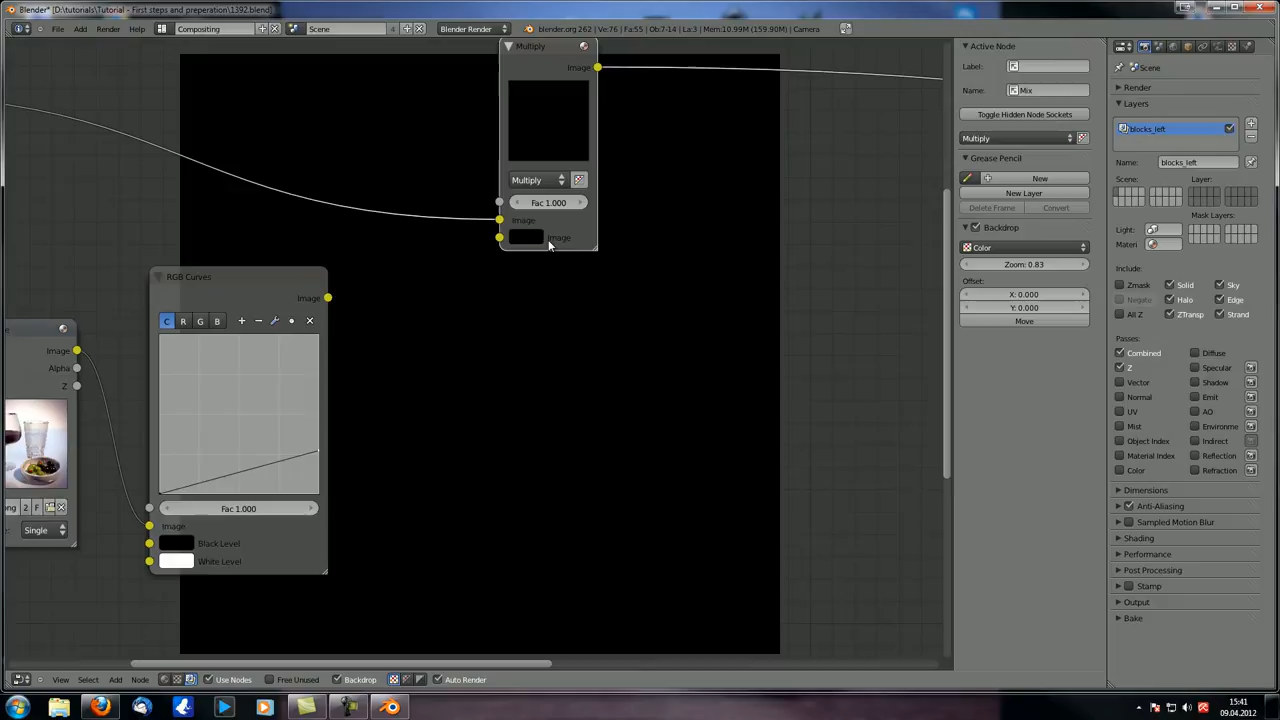 Blender* [D:\tutorials\Tutorial - First steps and preperation\1392.blend]
File Add Render Help Compositing Scene 4 Blender Render blender.org 262 | Ve:76 | Fa:55 | Ob:7-14 | La:3 | Mem:10.99M (159.90M) | Camera
Multiply
Image
Multiply
Fac 1.000
Image
Image
RGB Curves
Image
C R G B
Fac 1.000
Image
Black Level
White Level
Image
Alpha
Z
2 F
Single
Active Node
Label:
Name: Mix
Toggle Hidden Node Sockets
Multiply
Grease Pencil
New
New Layer
Delete Frame Convert
Backdrop
Color
Zoom: 0.83
Offset:
X: 0.000
Y: 0.000
Move
Scene
Render
Layers
blocks_left
Name: blocks_left
Scene: Layer:
Mask Layers:
Light:
Materi
Include:
Zmask Solid Sky
Negate Halo Edge
All Z ZTransp Strand
Passes:
Combined Diffuse
Z Specular
Vector Shadow
Normal Emit
UV AO
Mist Environme
Object Index Indirect
Material Index Reflection
Color Refraction
Dimensions
Anti-Aliasing
Sampled Motion Blur
Shading
Performance
Post Processing
Stamp
Output
Bake
View Select Add Node Use Nodes Free Unused Backdrop Auto Render
15:41
09.04.2012